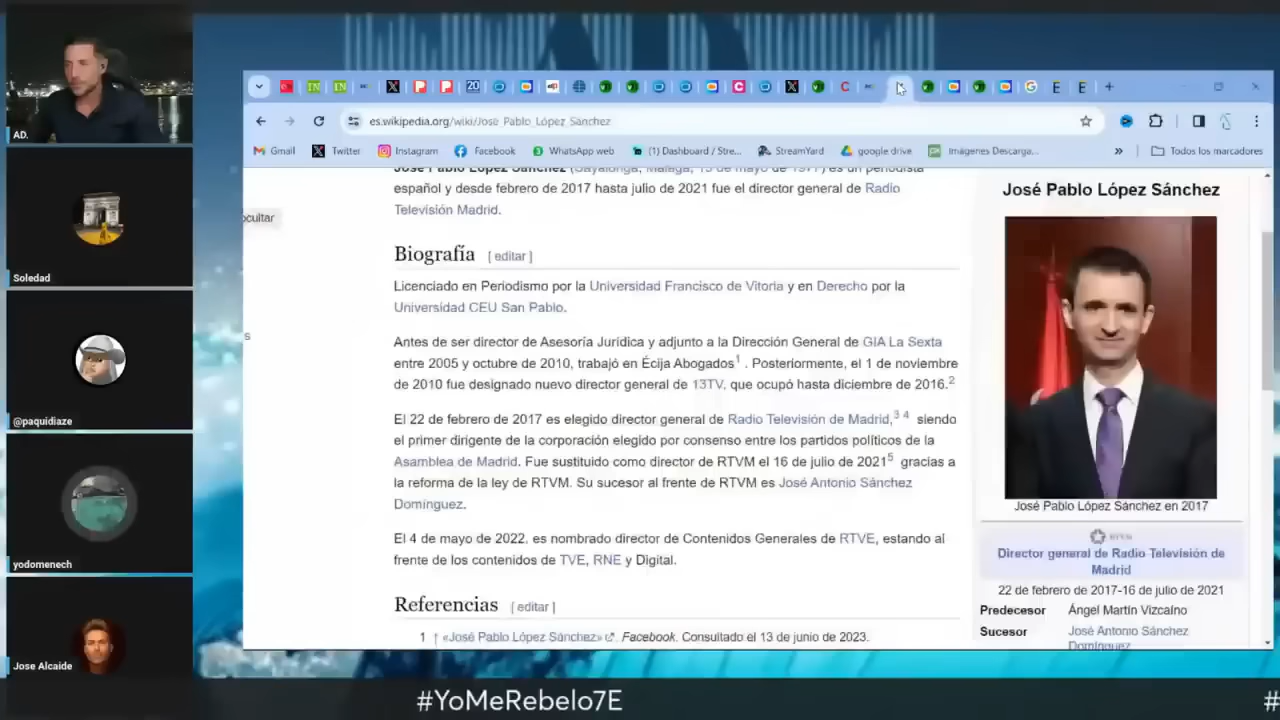 AD.
Soledad
@paquidiaze
yodomenech
Jose Alcaide
20
es.wikipedia.org/wiki/José_Pablo_López_Sánchez
Gmail
Twitter
Instagram
Facebook
WhatsApp web
(1) Dashboard / Stre...
StreamYard
google drive
Imágenes Descarga...
»
Todos los marcadores
ocultar
s
José Pablo López Sánchez
español y desde febrero de 2017 hasta julio de 2021 fue el director general de Radio
Televisión Madrid.
Biografía [ editar ]
Licenciado en Periodismo por la Universidad Francisco de Vitoria y en Derecho por la
Universidad CEU San Pablo.
Antes de ser director de Asesoría Jurídica y adjunto a la Dirección General de GIA La Sexta
entre 2005 y octubre de 2010, trabajó en Écija Abogados1 . Posteriormente, el 1 de noviembre
de 2010 fue designado nuevo director general de 13TV, que ocupó hasta diciembre de 2016.2
El 22 de febrero de 2017 es elegido director general de Radio Televisión de Madrid,3 4 siendo
el primer dirigente de la corporación elegido por consenso entre los partidos políticos de la
Asamblea de Madrid. Fue sustituido como director de RTVM el 16 de julio de 20215 gracias a
la reforma de la ley de RTVM. Su sucesor al frente de RTVM es José Antonio Sánchez
Domínguez.
El 4 de mayo de 2022, es nombrado director de Contenidos Generales de RTVE, estando al
frente de los contenidos de TVE, RNE y Digital.
Referencias [ editar ]
1 ↑ «José Pablo López Sánchez» . Facebook. Consultado el 13 de junio de 2023.
José Pablo López Sánchez
José Pablo López Sánchez en 2017
Director general de Radio Televisión de
Madrid
22 de febrero de 2017-16 de julio de 2021
Predecesor Ángel Martín Vizcaíno
Sucesor José Antonio Sánchez
Domínguez
#YoMeRebelo7E
#